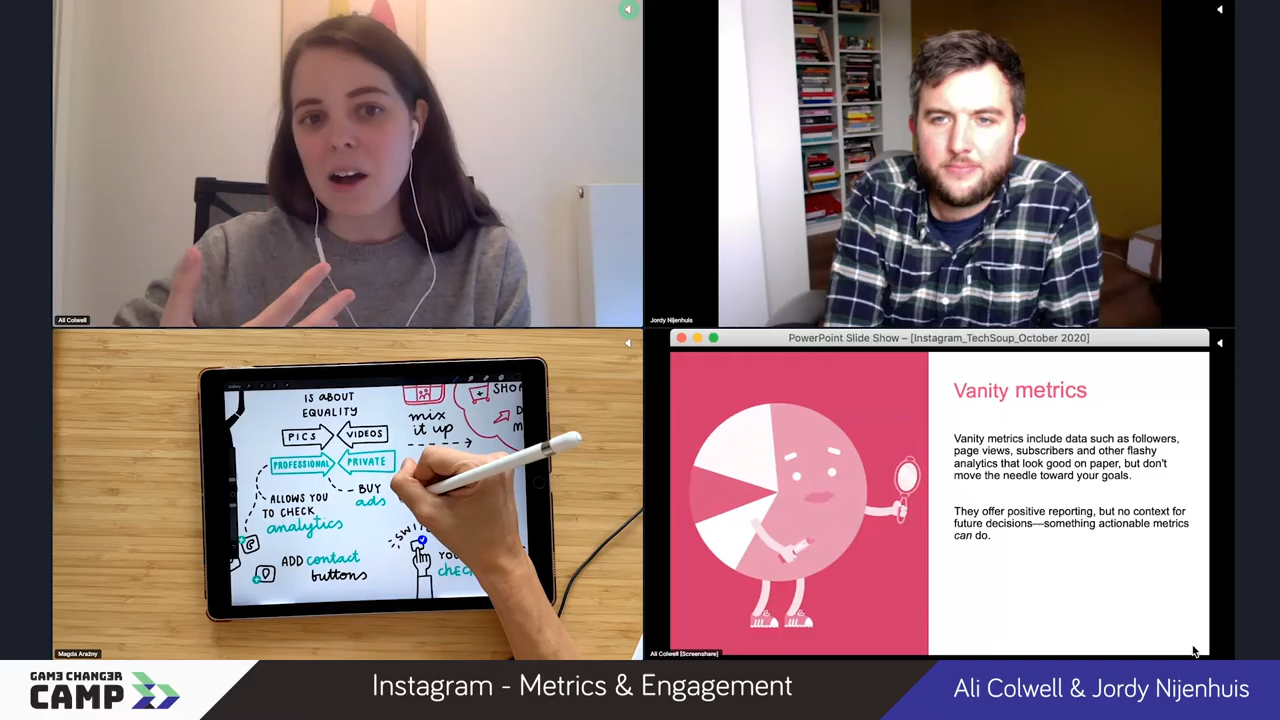 Ali Colwell
Jordy Nijenhuis
IS ABOUT
EQUALITY
PICS
VIDEOS
PROFESSIONAL
PRIVATE
BUY
ads
ALLOWS YOU
TO CHECK
analytics
ADD contact
buttons
mix
it up
SHOP
Magda Arażny
PowerPoint Slide Show – [Instagram_TechSoup_October 2020]
Vanity metrics
Vanity metrics include data such as followers,
page views, subscribers and other flashy
analytics that look good on paper, but don't
move the needle toward your goals.
They offer positive reporting, but no context for
future decisions—something actionable metrics
can do.
Ali Colwell [Screenshare]
GAME CHANGER
CAMP
Instagram - Metrics & Engagement
Ali Colwell & Jordy Nijenhuis